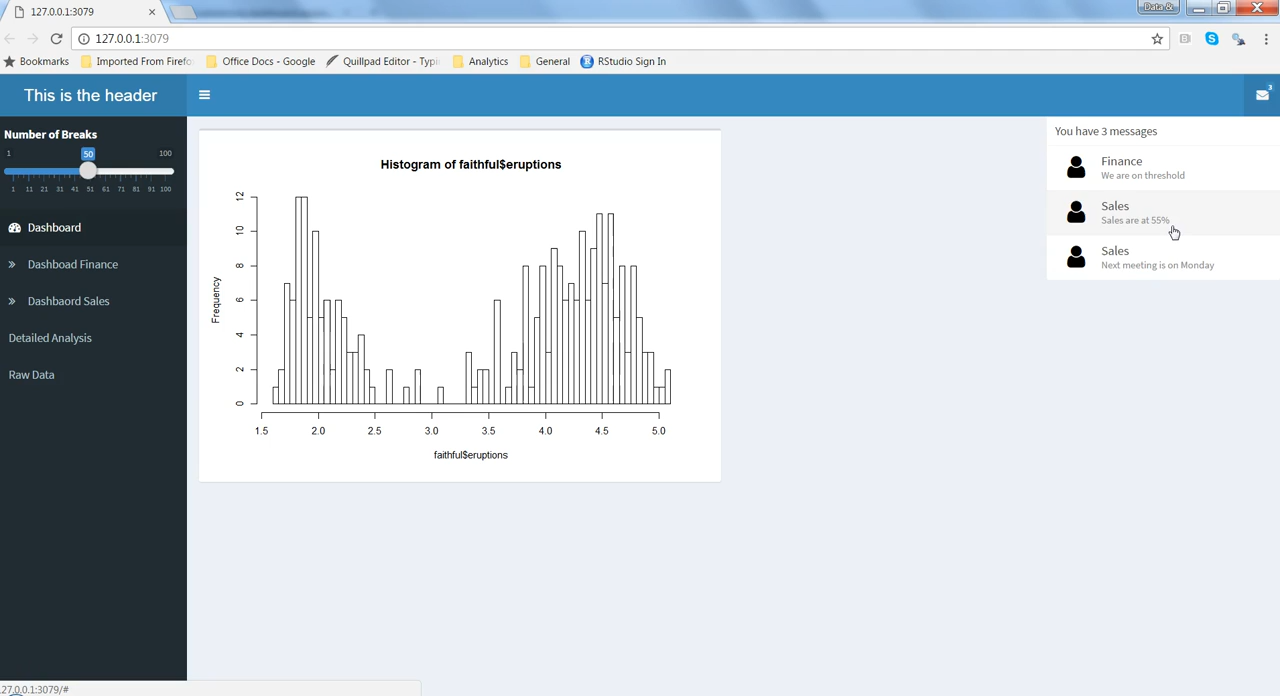 127.0.0.1:3079
Data &
127.0.0.1:3079
Bookmarks
Imported From Firefo
Office Docs - Google
Quillpad Editor - Typi
Analytics
General
RStudio Sign In
This is the header
3
Number of Breaks
1
50
100
1 11 21 31 41 51 61 71 81 91 100
Dashboard
Dashboad Finance
Dashbaord Sales
Detailed Analysis
Raw Data
Histogram of faithful$eruptions
Frequency
12
10
8
6
4
2
0
1.5 2.0 2.5 3.0 3.5 4.0 4.5 5.0
faithful$eruptions
You have 3 messages
Finance
We are on threshold
Sales
Sales are at 55%
Sales
Next meeting is on Monday
27.0.0.1:3079/#